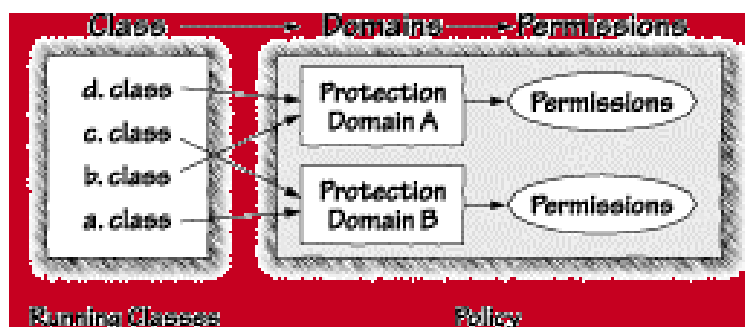 Class Domains Permissions
d. class
c. class
b. class
a. class
Protection
Domain A
Permissions
Protection
Domain B
Permissions
Running Classes
Policy